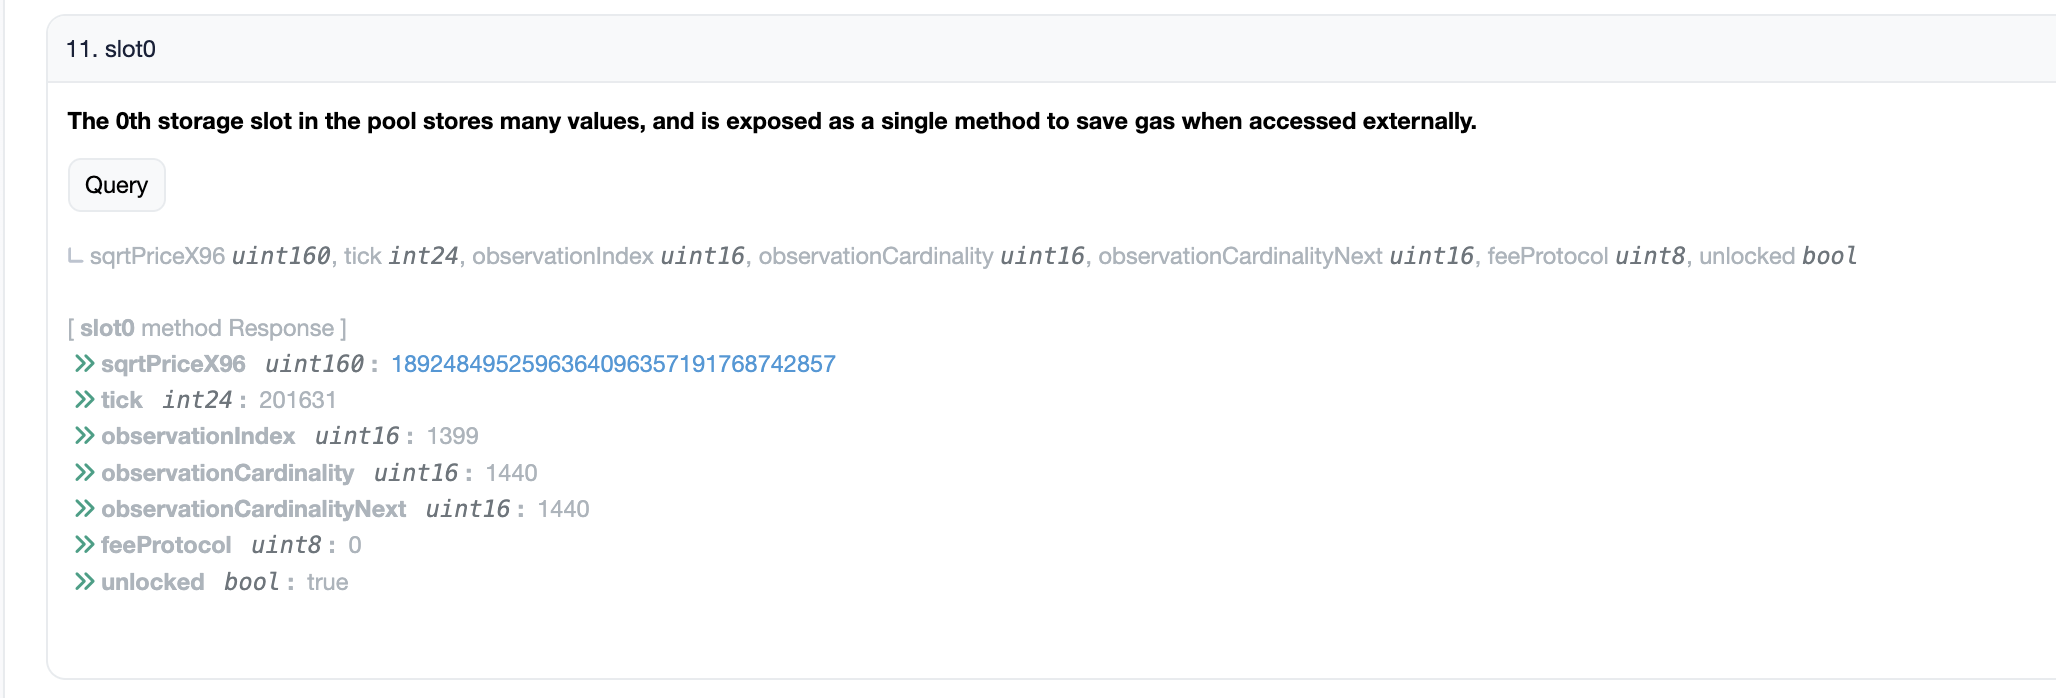 11. slot0
The 0th storage slot in the pool stores many values, and is exposed as a single method to save gas when accessed externally.
Query
sqrtPriceX96 uint160, tick int24, observationIndex uint16, observationCardinality uint16, observationCardinalityNext uint16, feeProtocol uint8, unlocked bool
[ slot0 method Response ]
sqrtPriceX96 uint160 : 1892484952596364096357191768742857
tick int24 : 201631
observationIndex uint16 : 1399
observationCardinality uint16 : 1440
observationCardinalityNext uint16 : 1440
feeProtocol uint8 : 0
unlocked bool : true